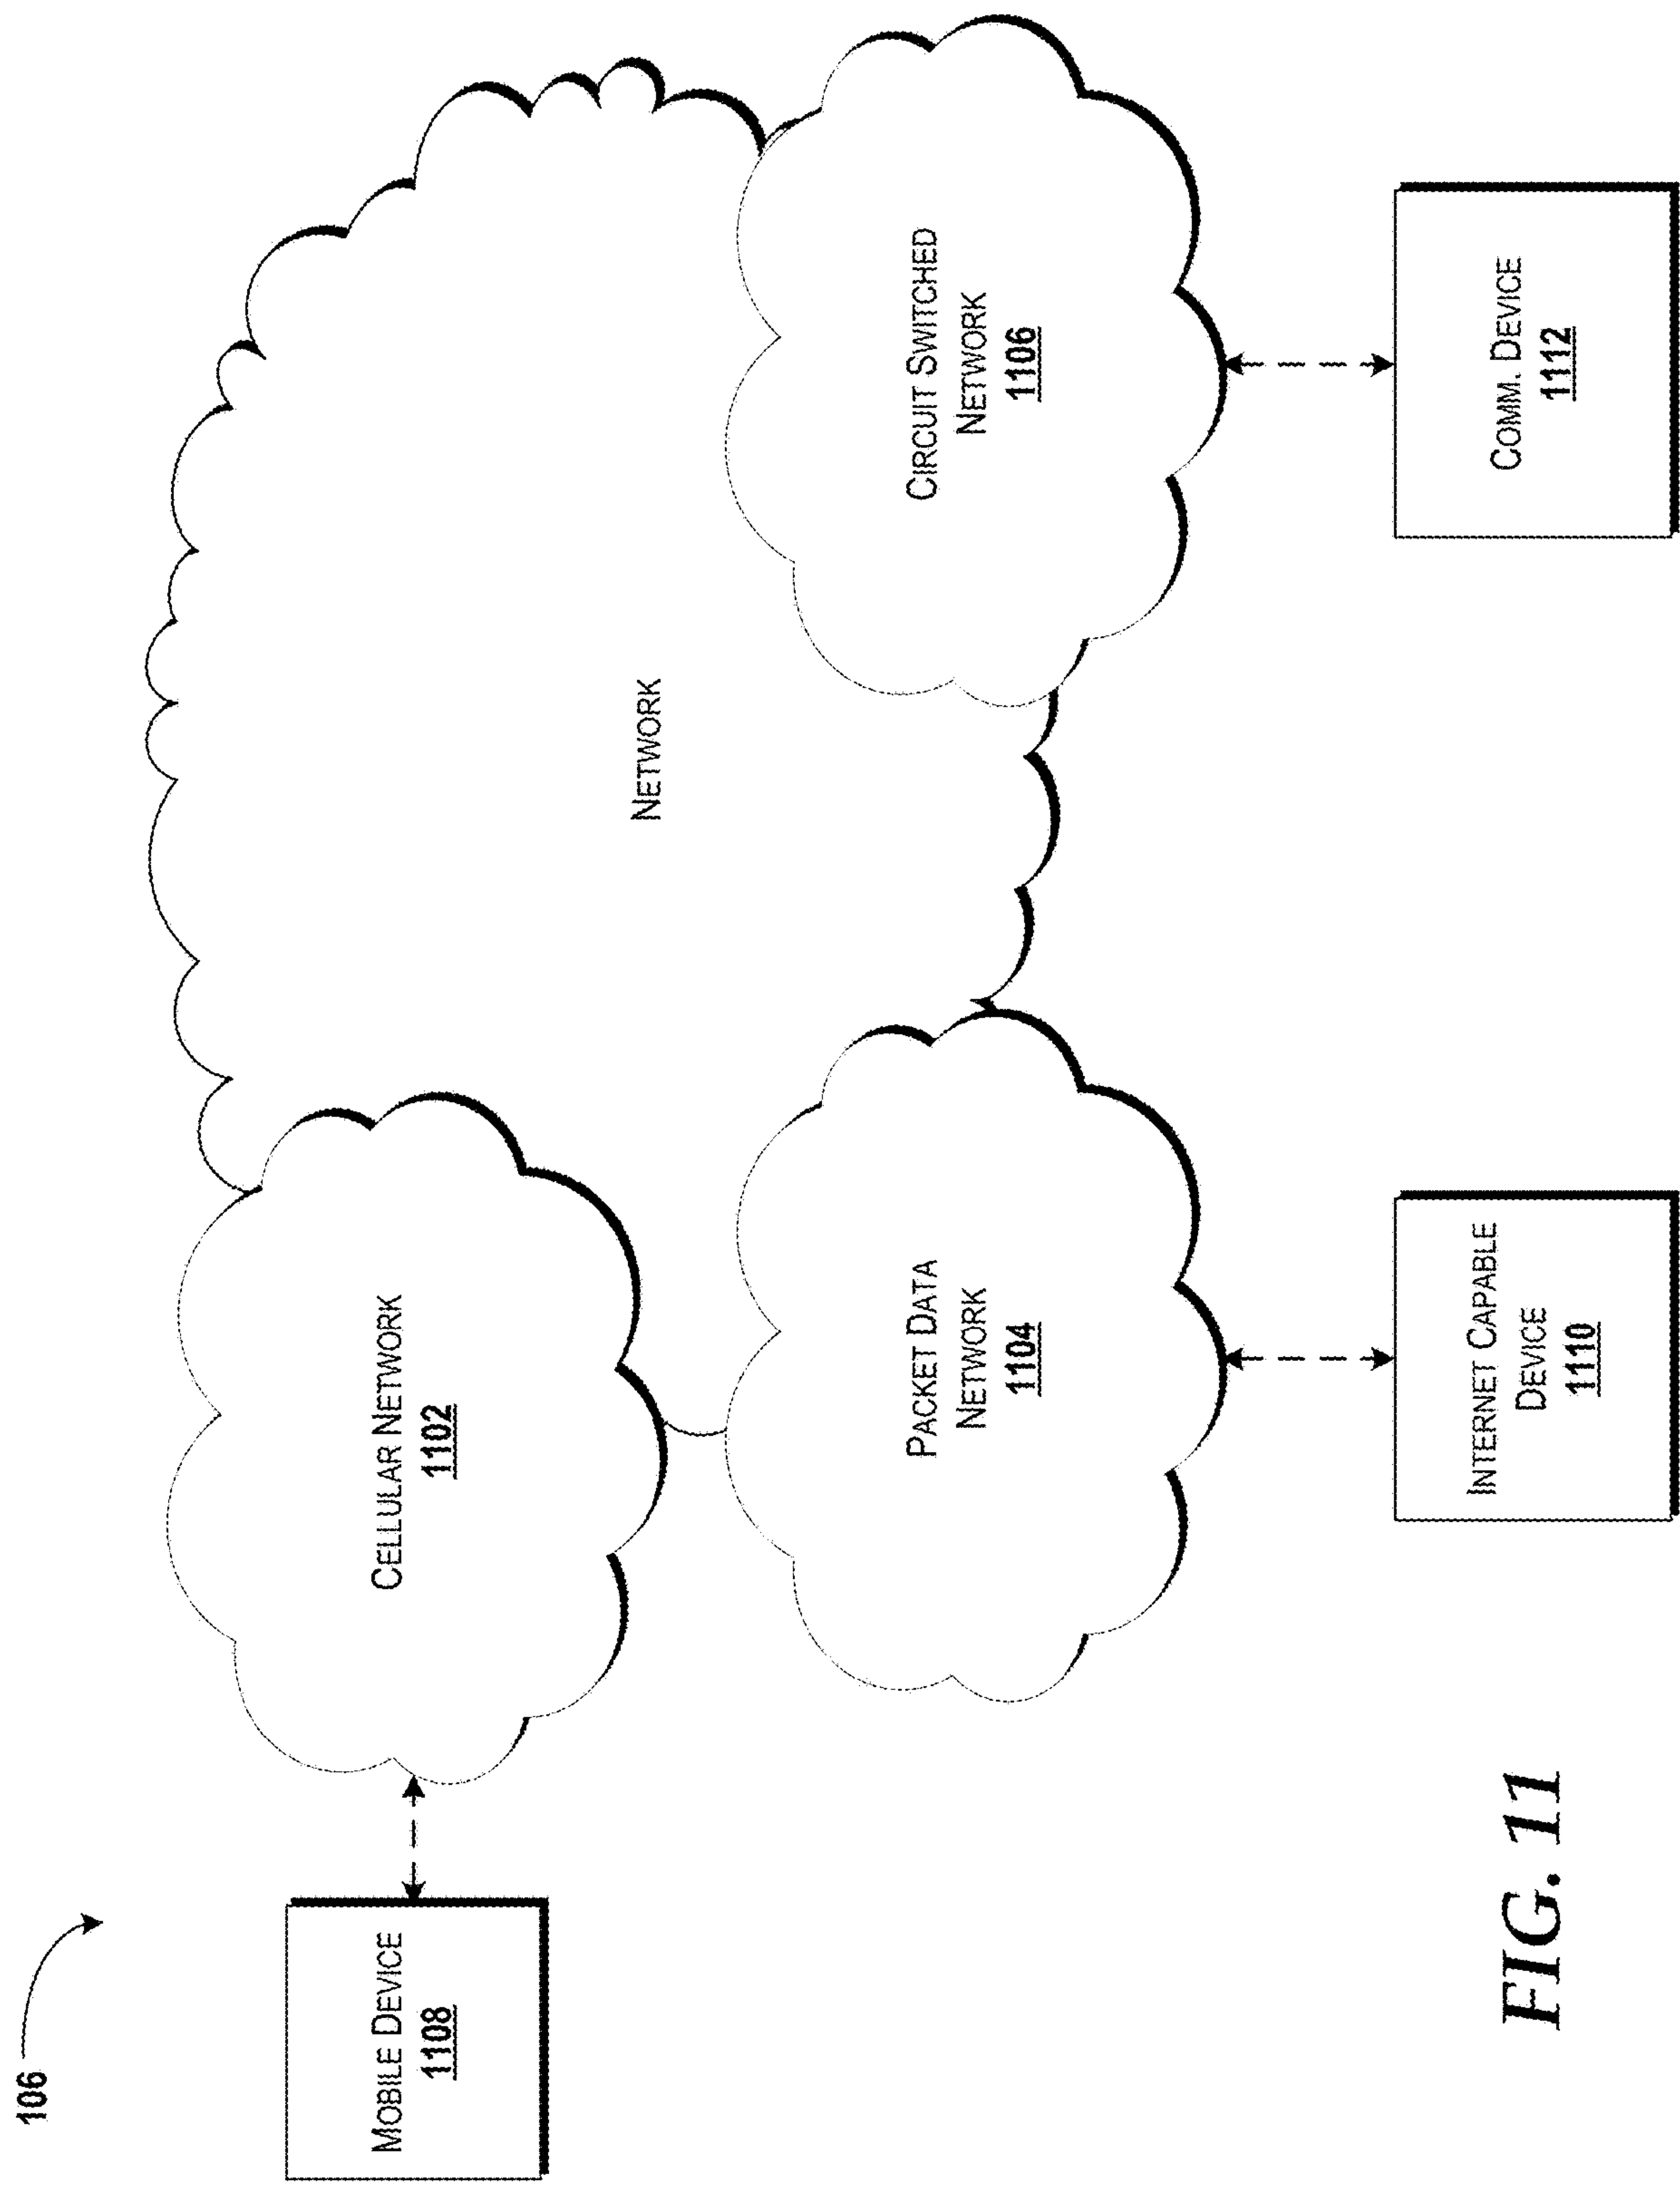 106
NETWORK
MOBILE DEVICE
1108
CELLULAR NETWORK
1102
PACKET DATA
NETWORK
1104
CIRCUIT SWITCHED
NETWORK
1106
INTERNET CAPABLE
DEVICE
1110
COMM. DEVICE
1112
FIG. 11